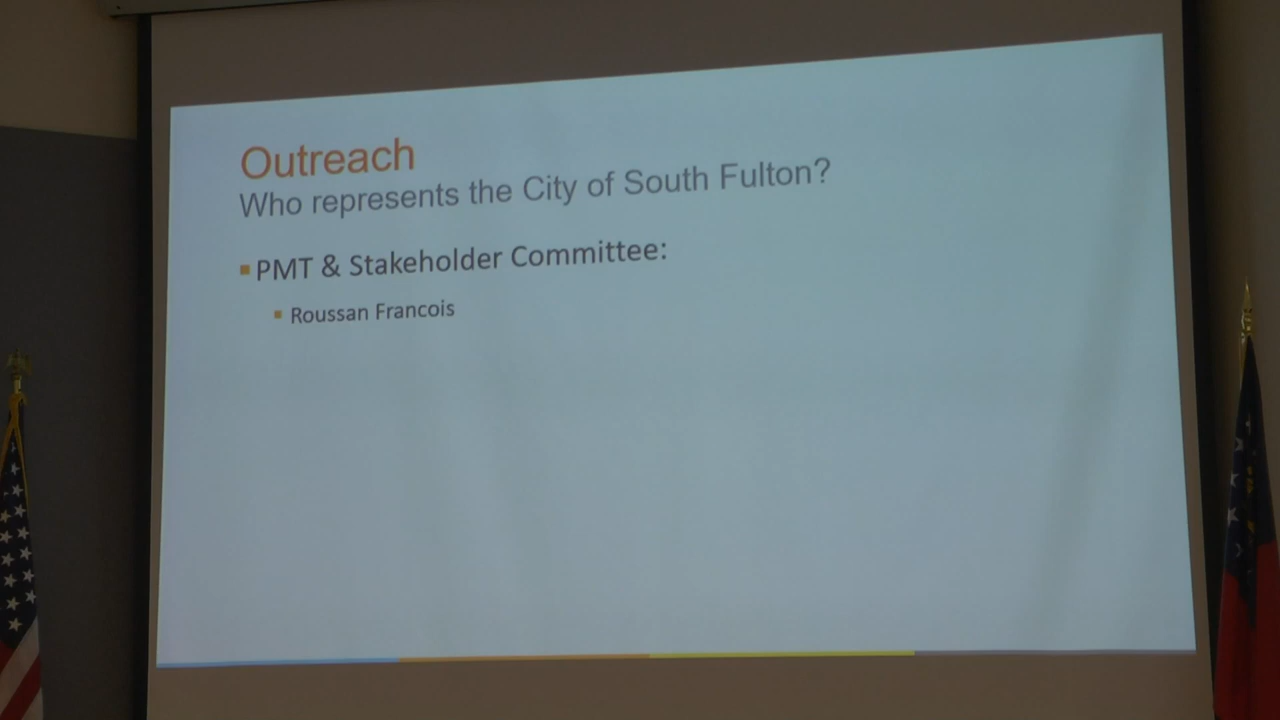 Outreach
Who represents the City of South Fulton?
PMT & Stakeholder Committee:
Roussan Francois